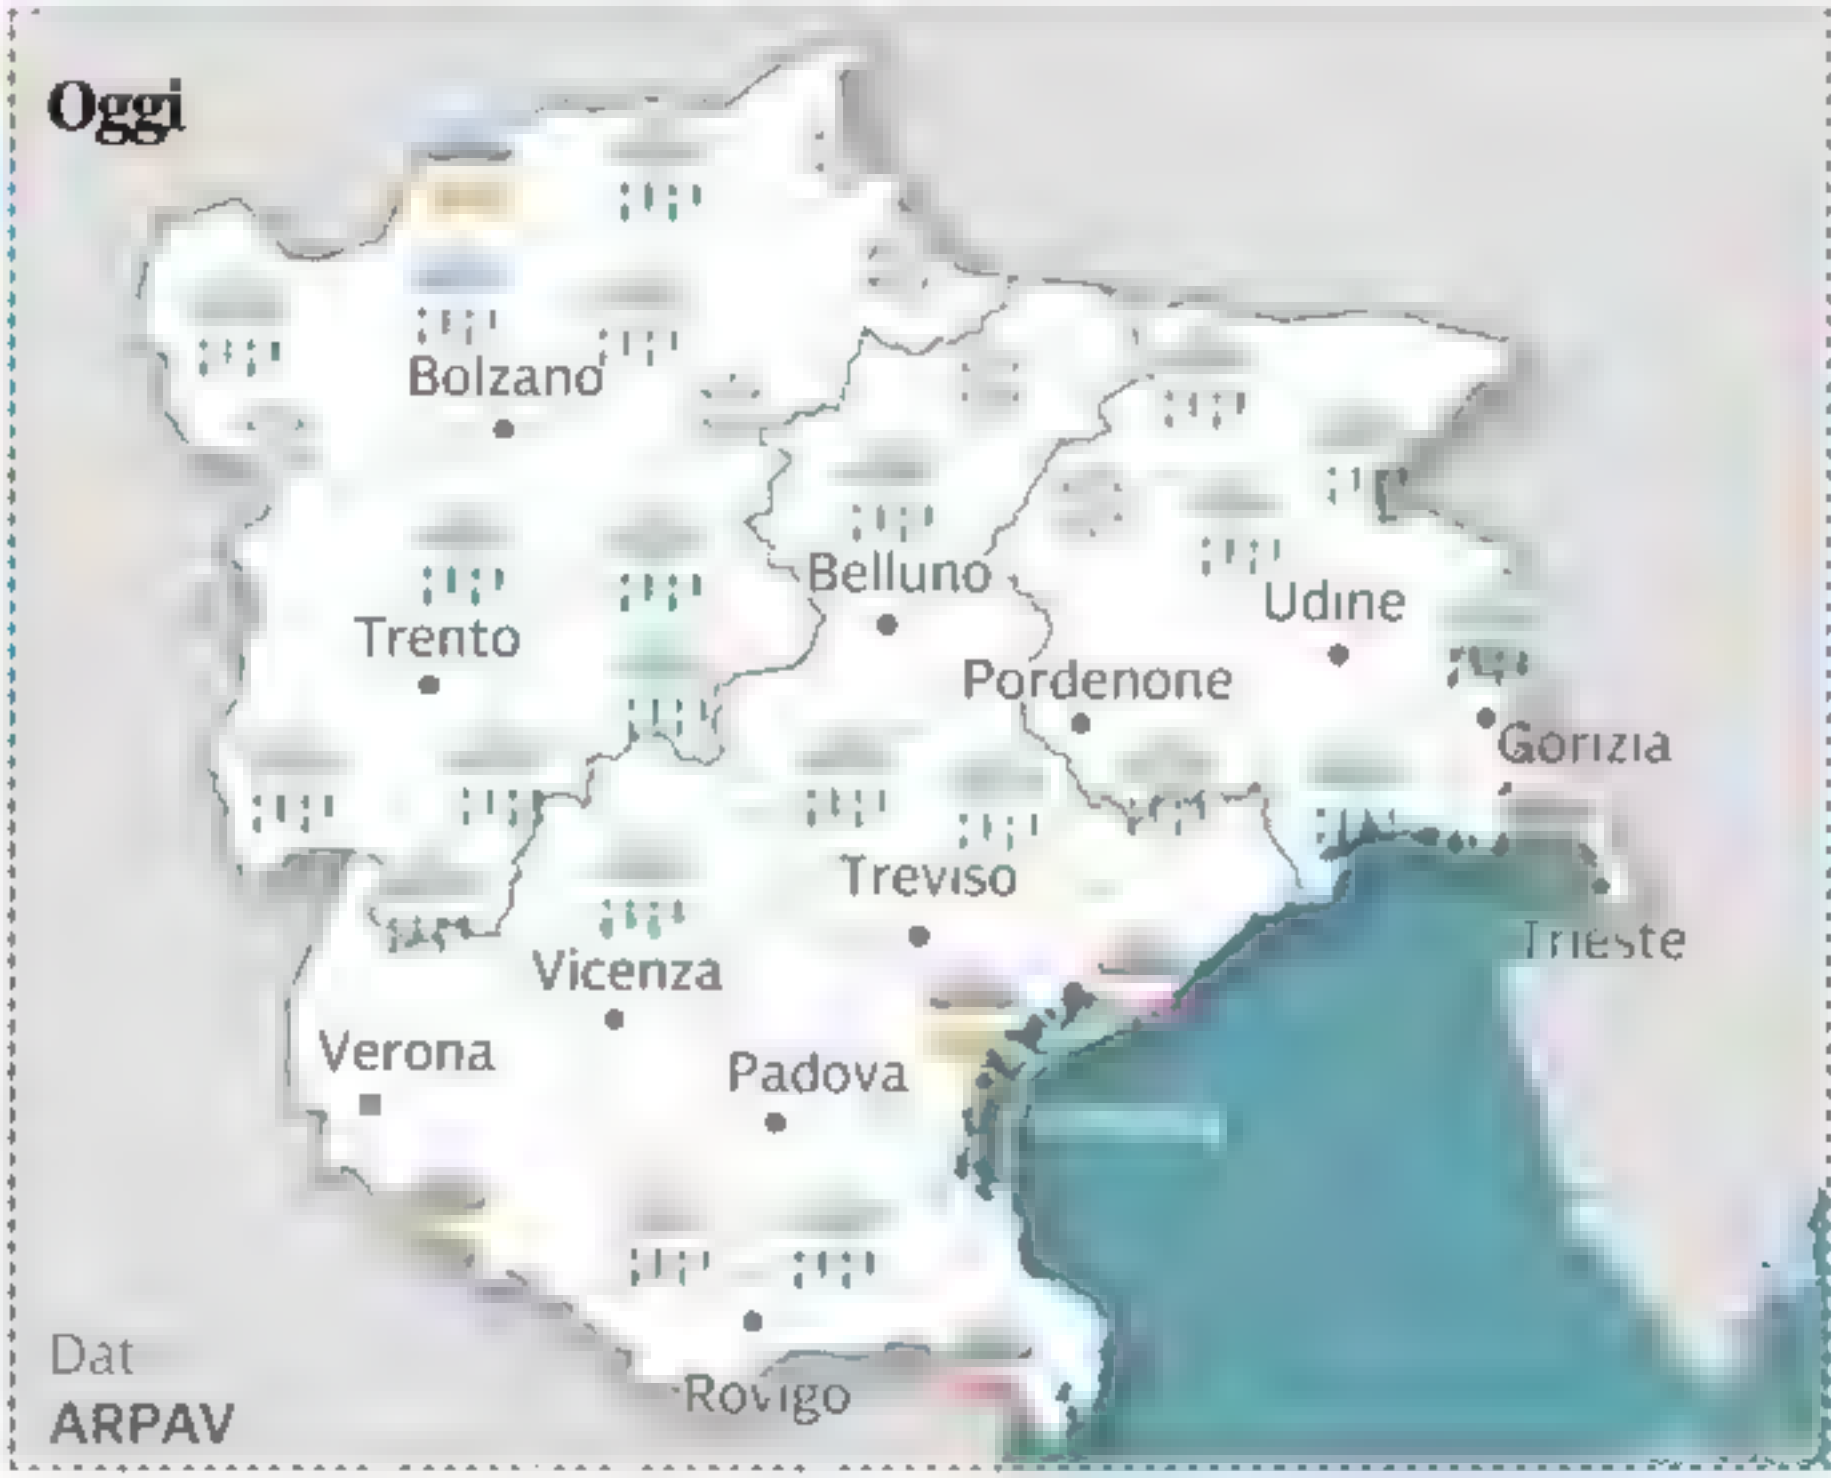 Oggi
Bolzano
Belluno
Udine
Trento
Pordenone
Gorizia
Treviso
Trieste
Vicenza
Verona
Padova
Rovigo
Dat
ARPAV